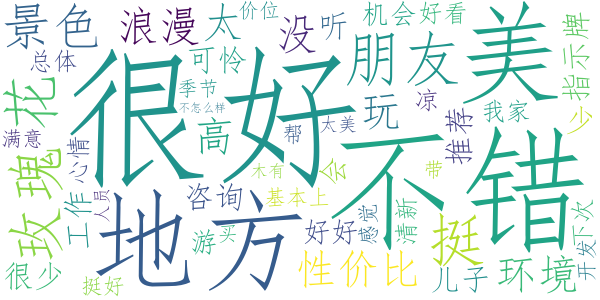 景色
浪漫
太
价位
没
听
机会
好看
美
指示牌
总体
可怜
朋友
很好
季节
不怎么样
玫瑰花
满意
心情
人员
工作
高
帮
太美
玩
凉
推荐
我家
少
不错
地方
咨询
木有
会
基本上
带
游
买
好好
感觉
清新
挺
下次
开发
很少
挺好
性价比
儿子
环境